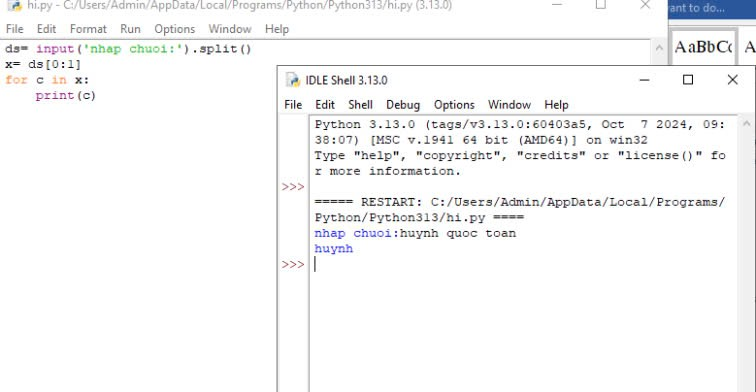 hi.py - C:/Users/Admin/AppData/Local/Programs/Python/Python313/hi.py (3.13.0)
want to do...
File Edit Format Run Options Window Help
AaBbCc A
ds= input('nhap chuoi:').split()
x= ds[0:1]
for c in x:
    print(c)
IDLE Shell 3.13.0
File Edit Shell Debug Options Window Help
Python 3.13.0 (tags/v3.13.0:60403a5, Oct  7 2024, 09:
38:07) [MSC v.1941 64 bit (AMD64)] on win32
Type "help", "copyright", "credits" or "license()" fo
r more information.
>>>
===== RESTART: C:/Users/Admin/AppData/Local/Programs/
Python/Python313/hi.py ====
nhap chuoi:huynh quoc toan
huynh
>>>